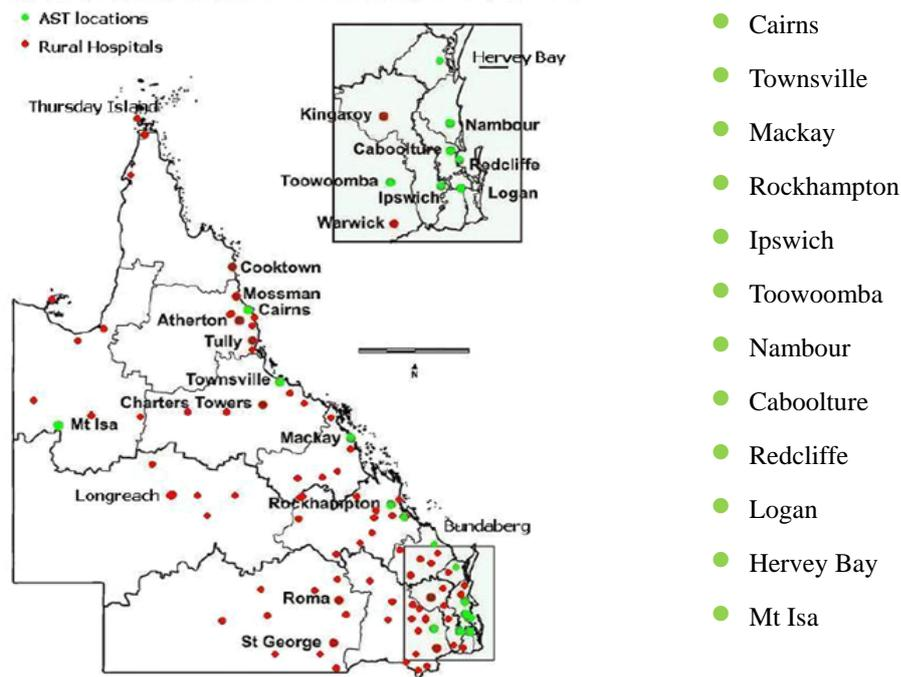 AST locations
Rural Hospitals
Thursday Island
Hervey Bay
Kingaroy
Nambour
Caboolture
Redcliffe
Toowoomba
Ipswich
Logan
Warwick
Cooktown
Mossman
Cairns
Atherton
Tully
N
Townsville
Charters Towers
Mt Isa
Mackay
Longreach
Rockhampton
Bundaberg
Roma
St George
Cairns
Townsville
Mackay
Rockhampton
Ipswich
Toowoomba
Nambour
Caboolture
Redcliffe
Logan
Hervey Bay
Mt Isa